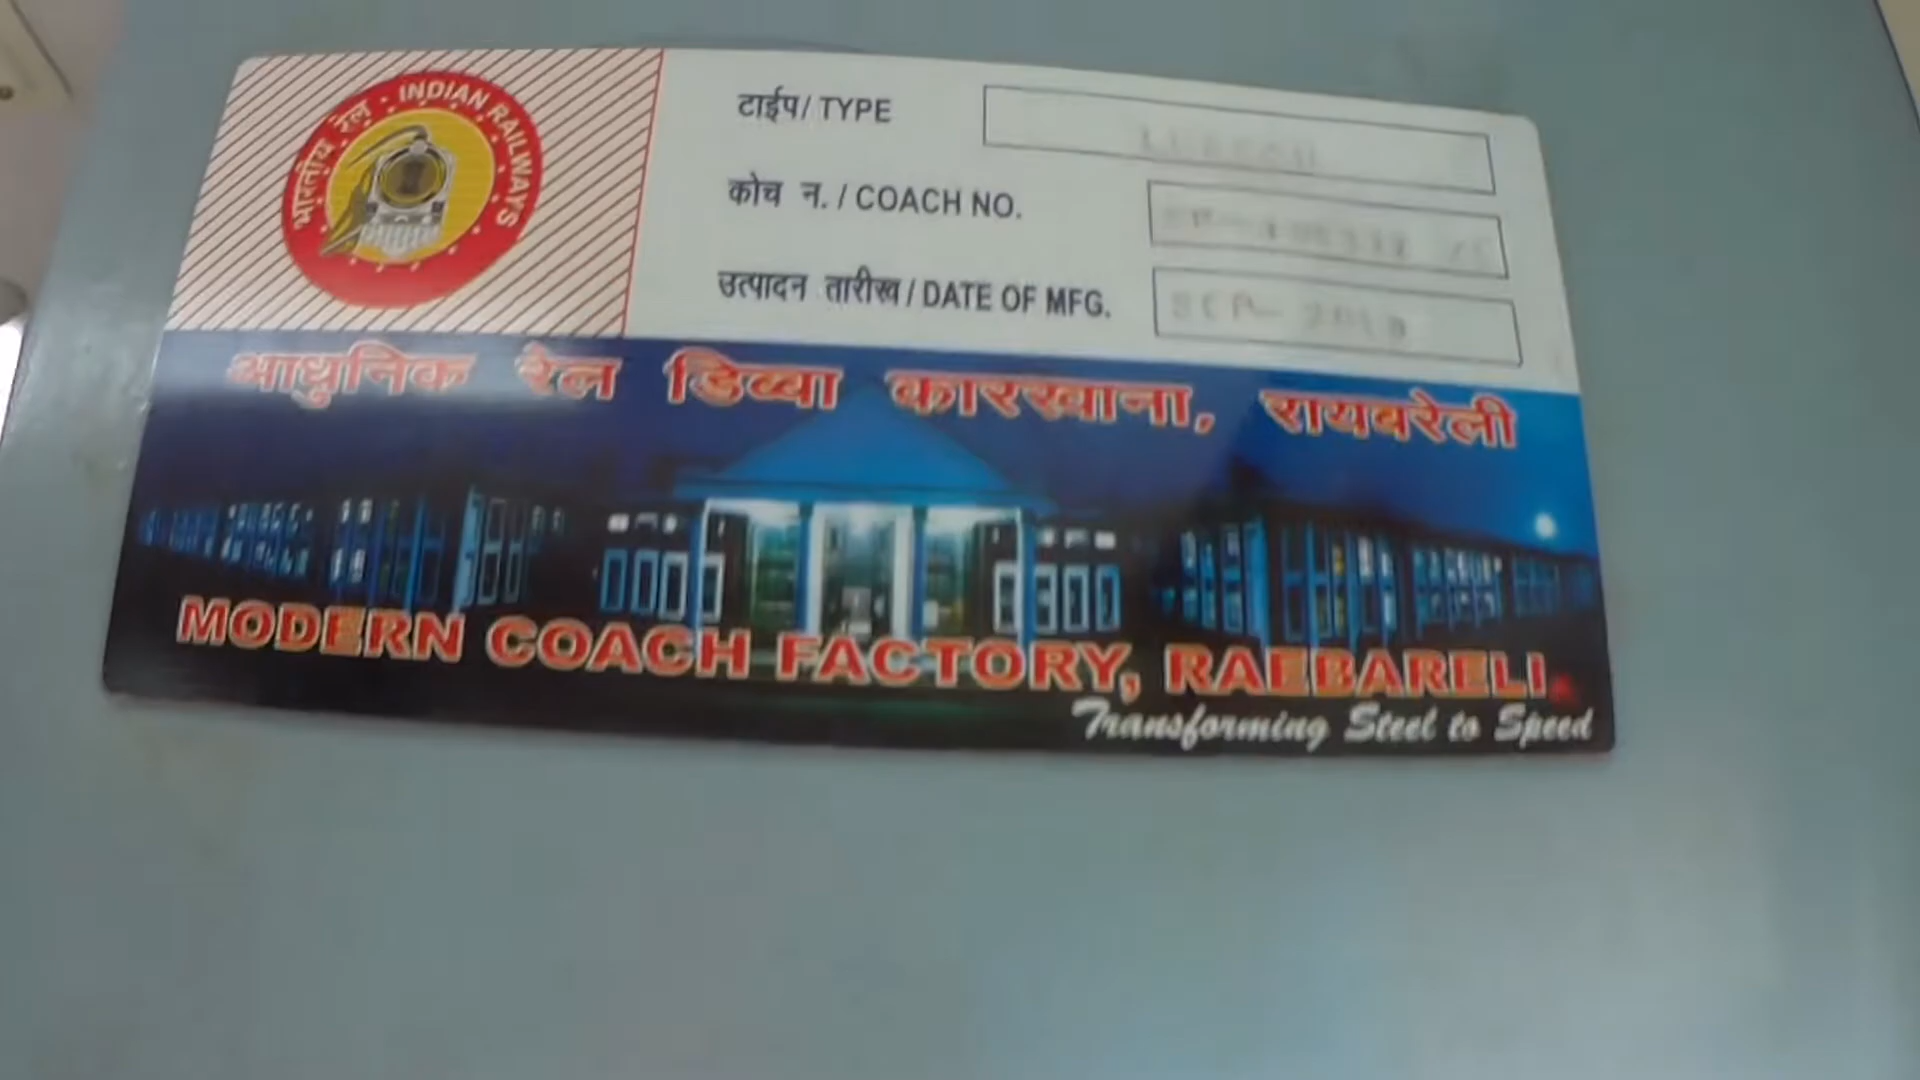 भारतीय रेल · INDIAN RAILWAYS
टाईप/ TYPE
कोच न. / COACH NO.
उत्पादन तारीख / DATE OF MFG.
आधुनिक रेल डिब्बा कारखाना, रायबरेली
MODERN COACH FACTORY, RAEBARELI
Transforming Steel to Speed